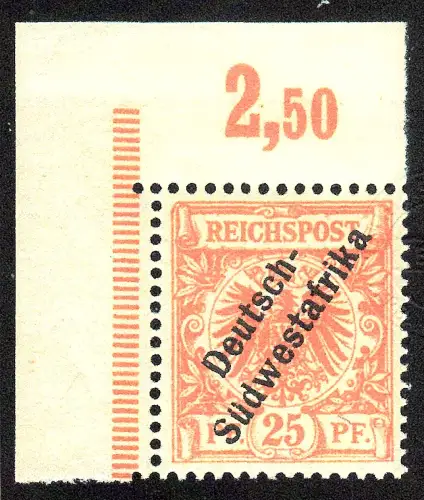 2,50
REICHSPOST
Deutsch-
Südwestafrika
25 PF.